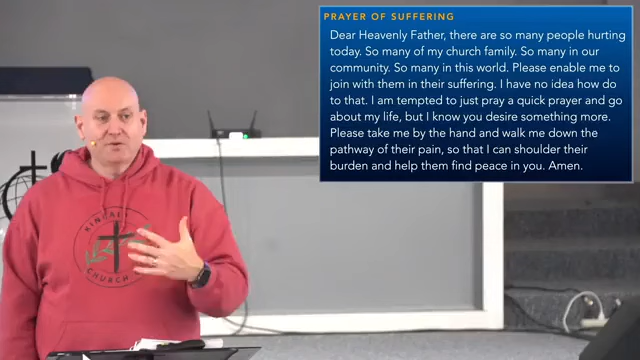 PRAYER OF SUFFERING
Dear Heavenly Father, there are so many people hurting
today. So many of my church family. So many in our
community. So many in this world. Please enable me to
join with them in their suffering. I have no idea how do
to that. I am tempted to just pray a quick prayer and go
about my life, but I know you desire something more.
Please take me by the hand and walk me down the
pathway of their pain, so that I can shoulder their
burden and help them find peace in you. Amen.
CHURCH